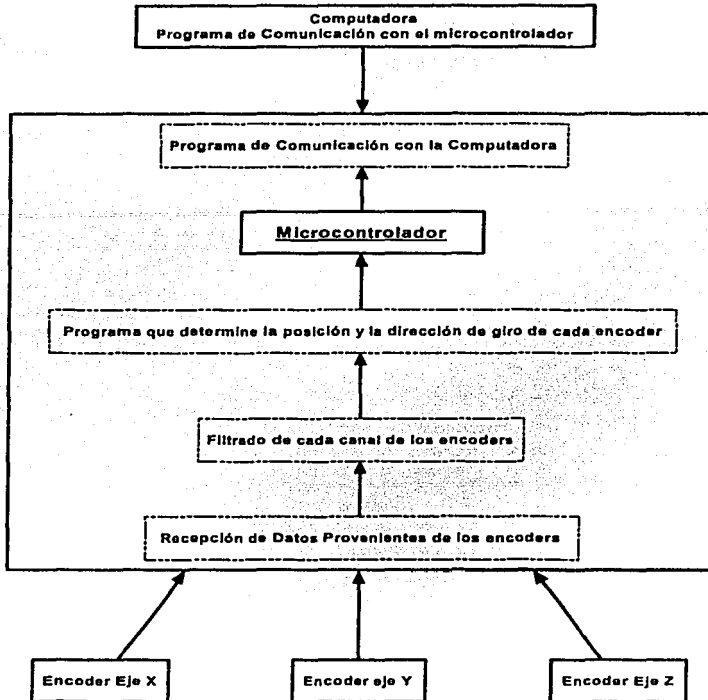 Computadora
Programa de Comunicación con el microcontrolador
Programa de Comunicación con la Computadora
Microcontrolador
Programa que determine la posición y la dirección de giro de cada encoder
Filtrado de cada canal de los encoders
Recepción de Datos Provenientes de los encoders
Encoder Eje X
Encoder eje Y
Encoder Eje Z